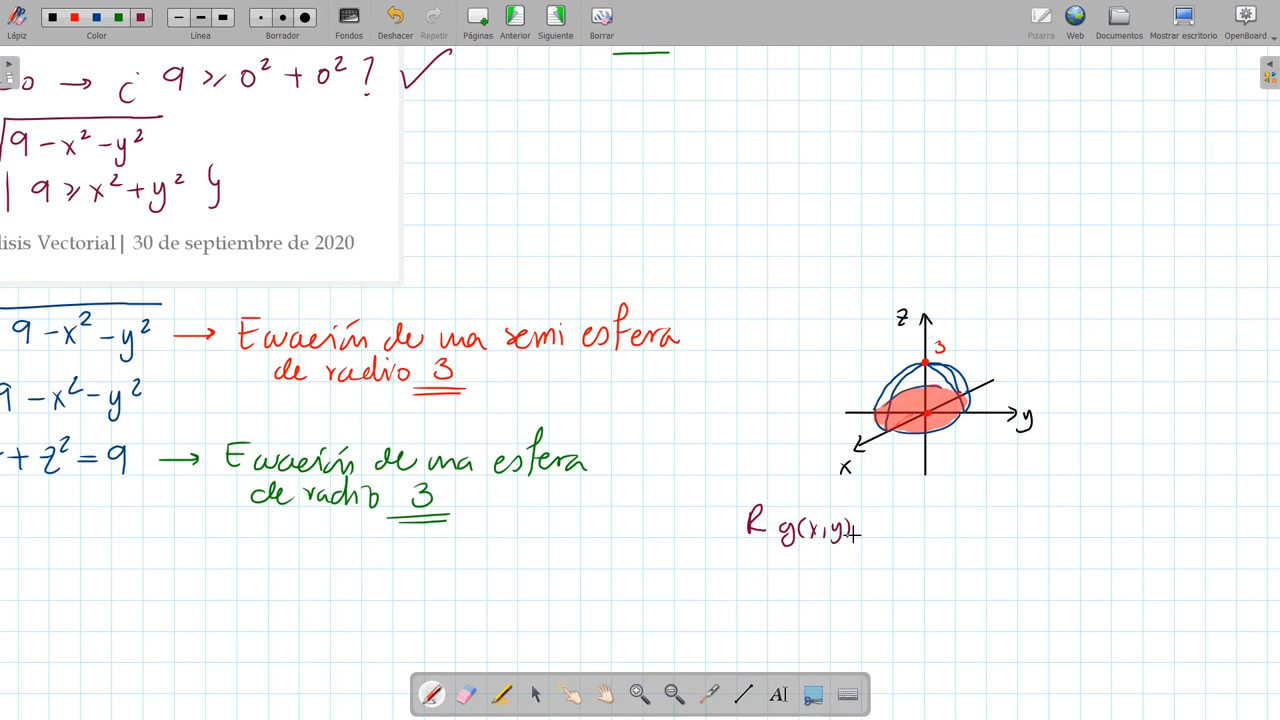 Lápiz Color Línea Borrador Fondos Deshacer Repetir Páginas Anterior Siguiente Borrar Pizarra Web Documentos Mostrar escritorio OpenBoard
→ ¿ 9 ⩾ 0² + 0² ? ✓
√9 - x² - y²
| 9 ⩾ x² + y² }
lisis Vectorial| 30 de septiembre de 2020
9 - x² - y² → Ecuación de una semi esfera
de radio 3
9 - x² - y²
+ z² = 9 → Ecuación de una esfera
de radio 3
z
3
y
x
R g(x,y)